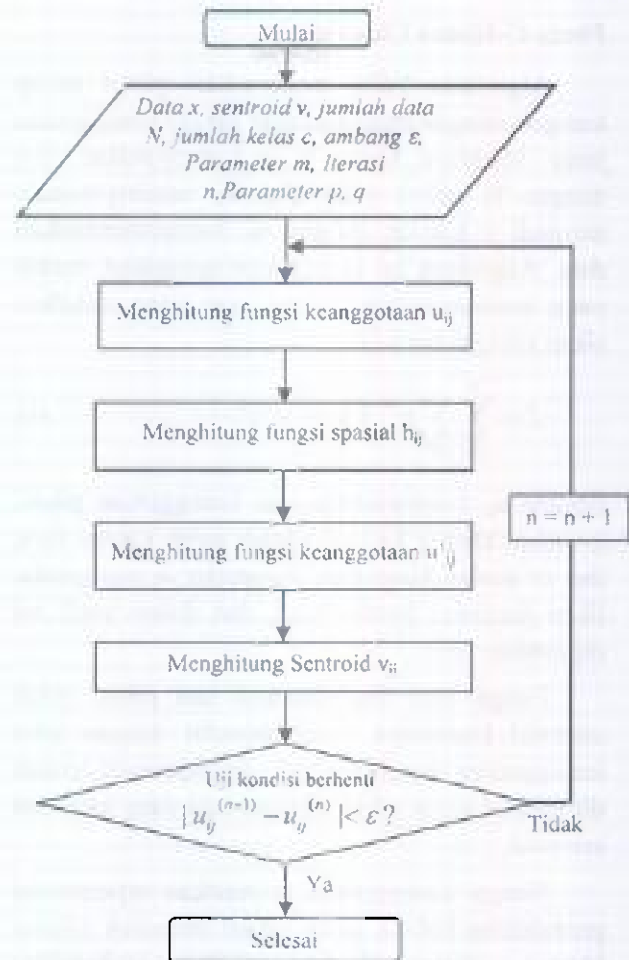 Mulai
Data x, sentroid v, jumlah data
N, jumlah kelas c, ambang ε,
Parameter m, Iterasi
n,Parameter p, q
Menghitung fungsi keanggotaan u_ij
Menghitung fungsi spasial h_ij
n = n + 1
Menghitung fungsi keanggotaan u'_ij
Menghitung Sentroid v_ij
Uji kondisi berhenti
| u_ij^(n-1) − u_ij^(n) | < ε ?
Tidak
Ya
Selesai